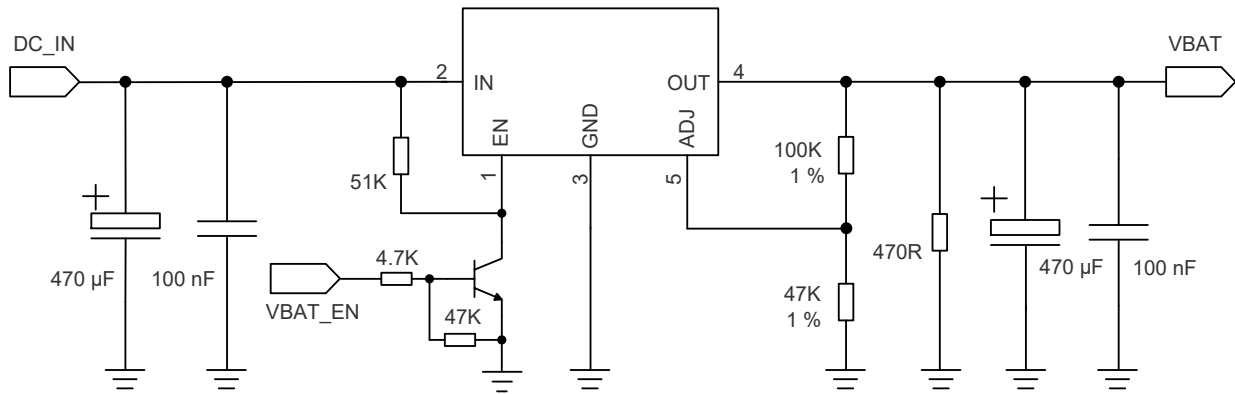 DC_IN
VBAT
2
IN
OUT
4
EN
GND
ADJ
1
3
5
51K
100K
1 %
+
470 µF
100 nF
4.7K
VBAT_EN
47K
47K
1 %
470R
+
470 µF
100 nF